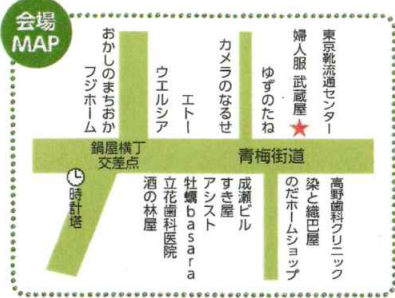 会場
MAP
おかしのまちおか
フジホーム
ウエルシア
エトー
カメラのなるせ
ゆずのたね
婦人服 武蔵屋
東京靴流通センター
鍋屋横丁
交差点
青梅街道
時計塔
酒の林屋
立花歯科医院
牡蠣basara
アシスト
すき屋
成瀬ビル
のだホームショップ
染と織巴屋
高野歯科クリニック